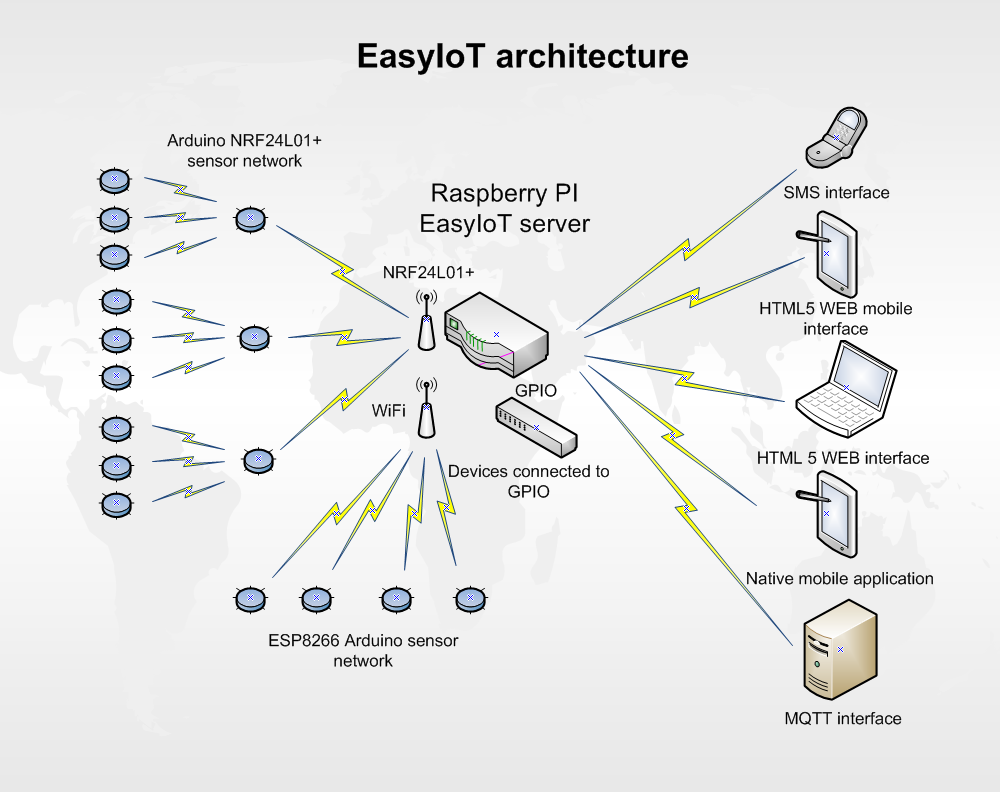 EasyIoT architecture
Arduino NRF24L01+
sensor network
Raspberry PI
EasyIoT server
NRF24L01+
WiFi
GPIO
Devices connected to
GPIO
ESP8266 Arduino sensor
network
SMS interface
HTML5 WEB mobile
interface
HTML 5 WEB interface
Native mobile application
MQTT interface